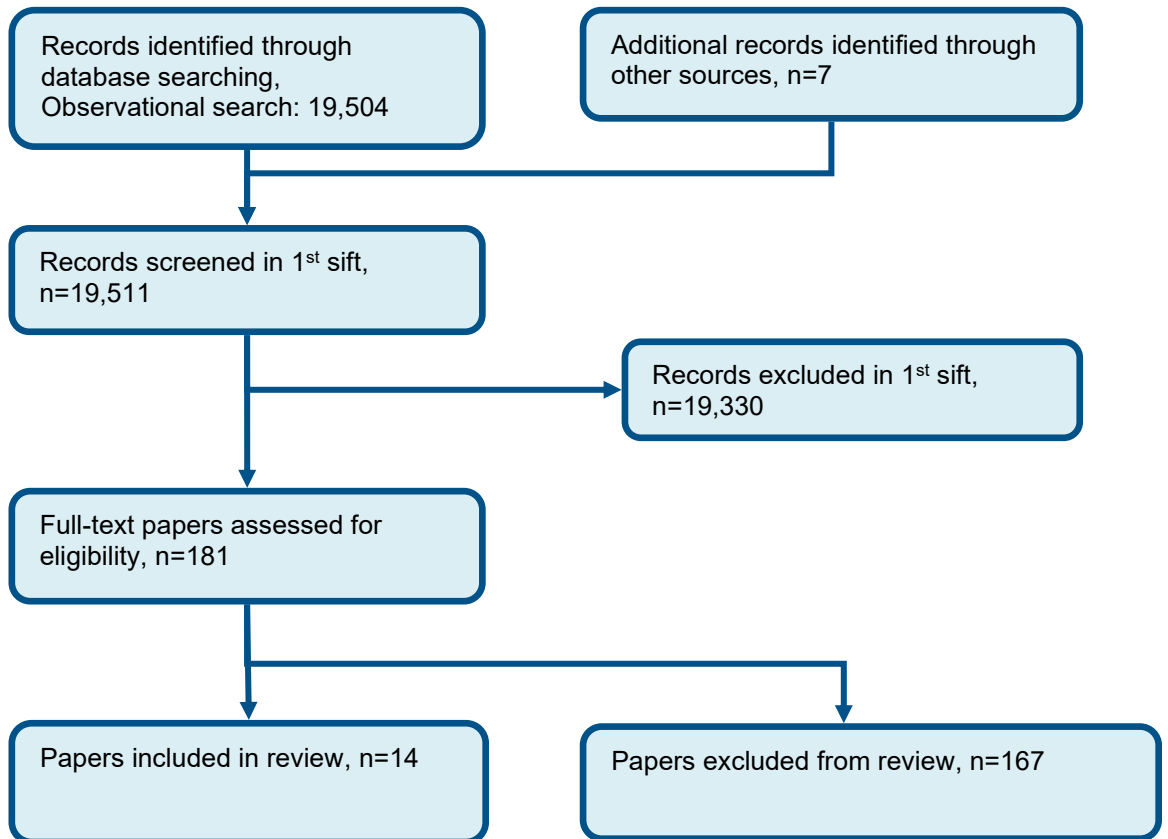 Records identified through
database searching,
Observational search: 19,504
Additional records identified through
other sources, n=7
Records screened in 1st sift,
n=19,511
Records excluded in 1st sift,
n=19,330
Full-text papers assessed for
eligibility, n=181
Papers included in review, n=14
Papers excluded from review, n=167